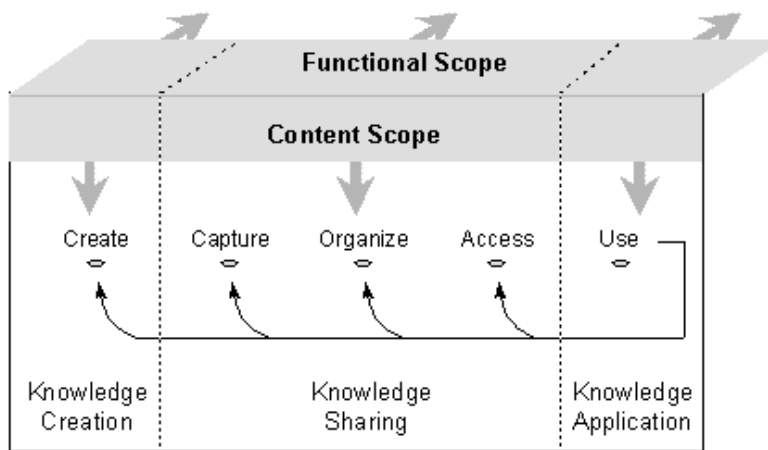 Functional Scope
Content Scope
Create Capture Organize Access Use
Knowledge Creation
Knowledge Sharing
Knowledge Application